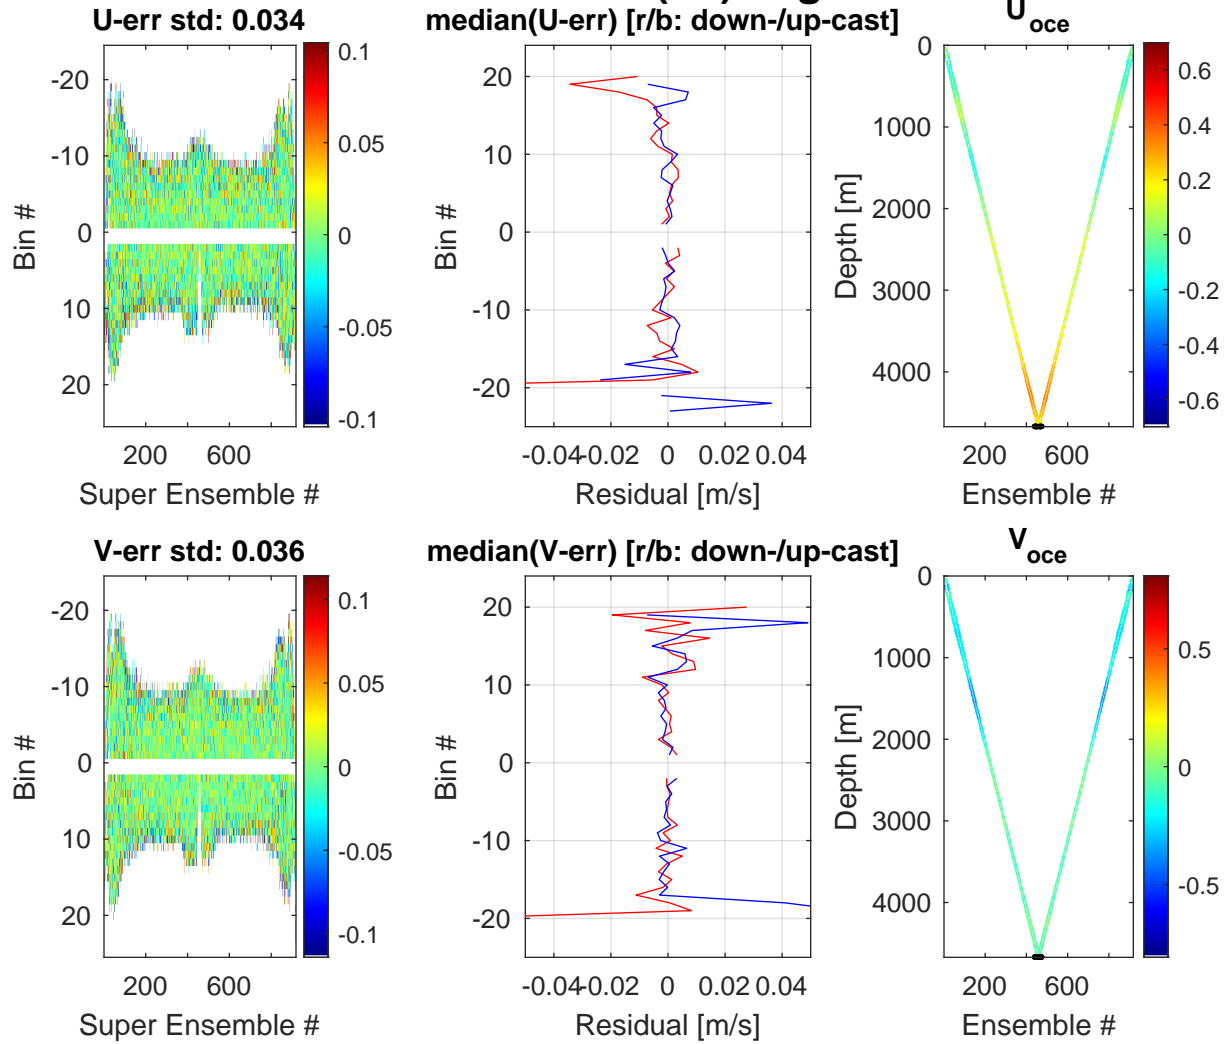 U-err std: 0.034
median(U-err) [r/b: down-/up-cast]
U_oce
-20
-10
0
10
20
Bin #
200 600
Super Ensemble #
0.1
0.05
0
-0.05
-0.1
20
10
0
-10
-20
Bin #
-0.04 -0.02 0 0.02 0.04
Residual [m/s]
0
1000
2000
3000
4000
Depth [m]
200 600
Ensemble #
0.6
0.4
0.2
0
-0.2
-0.4
-0.6
V-err std: 0.036
median(V-err) [r/b: down-/up-cast]
V_oce
-20
-10
0
10
20
Bin #
200 600
Super Ensemble #
0.1
0.05
0
-0.05
-0.1
20
10
0
-10
-20
Bin #
-0.04 -0.02 0 0.02 0.04
Residual [m/s]
0
1000
2000
3000
4000
Depth [m]
200 600
Ensemble #
0.5
0
-0.5